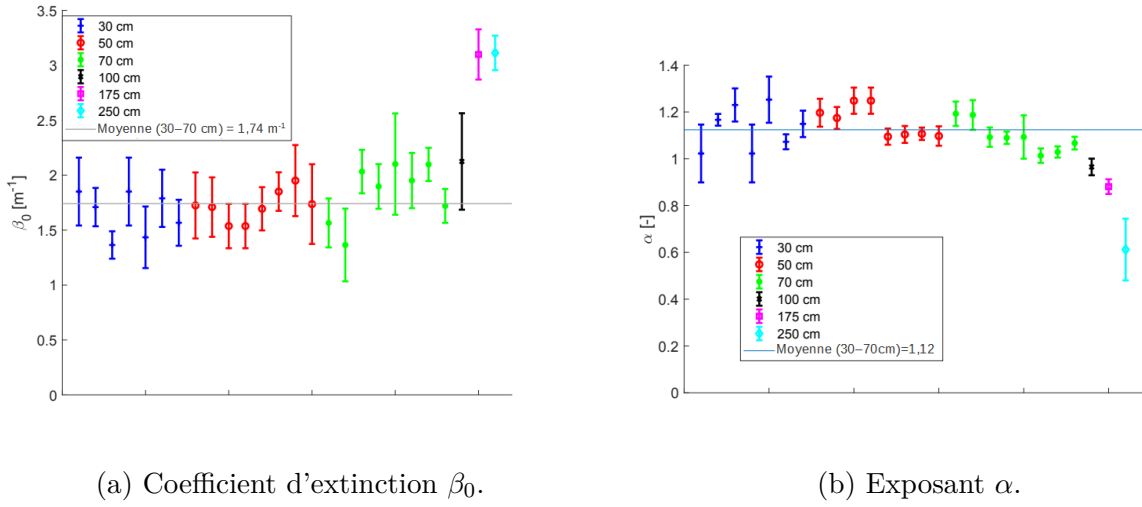 3.5
3
2.5
2
1.5
1
0.5
0
β₀ [m⁻¹]
30 cm
50 cm
70 cm
100 cm
175 cm
250 cm
Moyenne (30–70 cm) = 1,74 m⁻¹
(a) Coefficient d'extinction β₀.
1.4
1.2
1
0.8
0.6
0.4
0.2
0
α [-]
30 cm
50 cm
70 cm
100 cm
175 cm
250 cm
Moyenne (30–70cm)=1,12
(b) Exposant α.